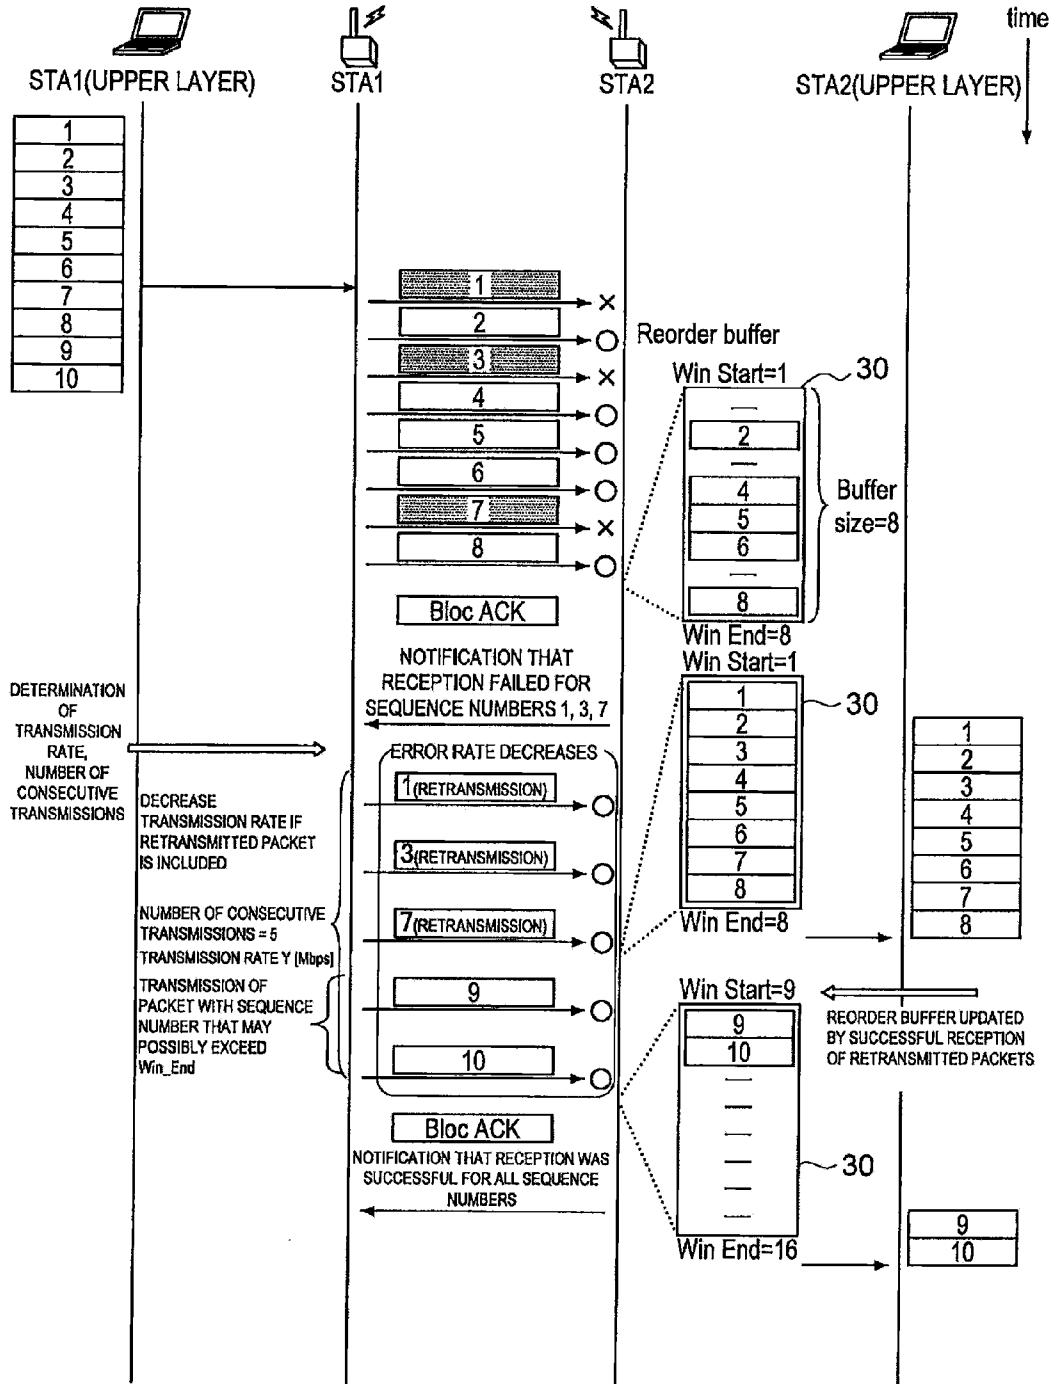 time
STA1(UPPER LAYER)
STA1
STA2
STA2(UPPER LAYER)
1
2
3
4
5
6
7
8
9
10
1
2
3
4
5
6
7
8
Bloc ACK
Reorder buffer
Win Start=1
30
2
4
5
6
8
Buffer
size=8
Win End=8
NOTIFICATION THAT
RECEPTION FAILED FOR
SEQUENCE NUMBERS 1, 3, 7
DETERMINATION
OF
TRANSMISSION
RATE,
NUMBER OF
CONSECUTIVE
TRANSMISSIONS
DECREASE
TRANSMISSION RATE IF
RETRANSMITTED PACKET
IS INCLUDED
NUMBER OF CONSECUTIVE
TRANSMISSIONS = 5
TRANSMISSION RATE Y [Mbps]
TRANSMISSION OF
PACKET WITH SEQUENCE
NUMBER THAT MAY
POSSIBLY EXCEED
Win_End
ERROR RATE DECREASES
1(RETRANSMISSION)
3(RETRANSMISSION)
7(RETRANSMISSION)
9
10
Bloc ACK
NOTIFICATION THAT RECEPTION WAS
SUCCESSFUL FOR ALL SEQUENCE
NUMBERS
Win Start=1
30
1
2
3
4
5
6
7
8
Win End=8
1
2
3
4
5
6
7
8
Win Start=9
9
10
30
Win End=16
REORDER BUFFER UPDATED
BY SUCCESSFUL RECEPTION
OF RETRANSMITTED PACKETS
9
10